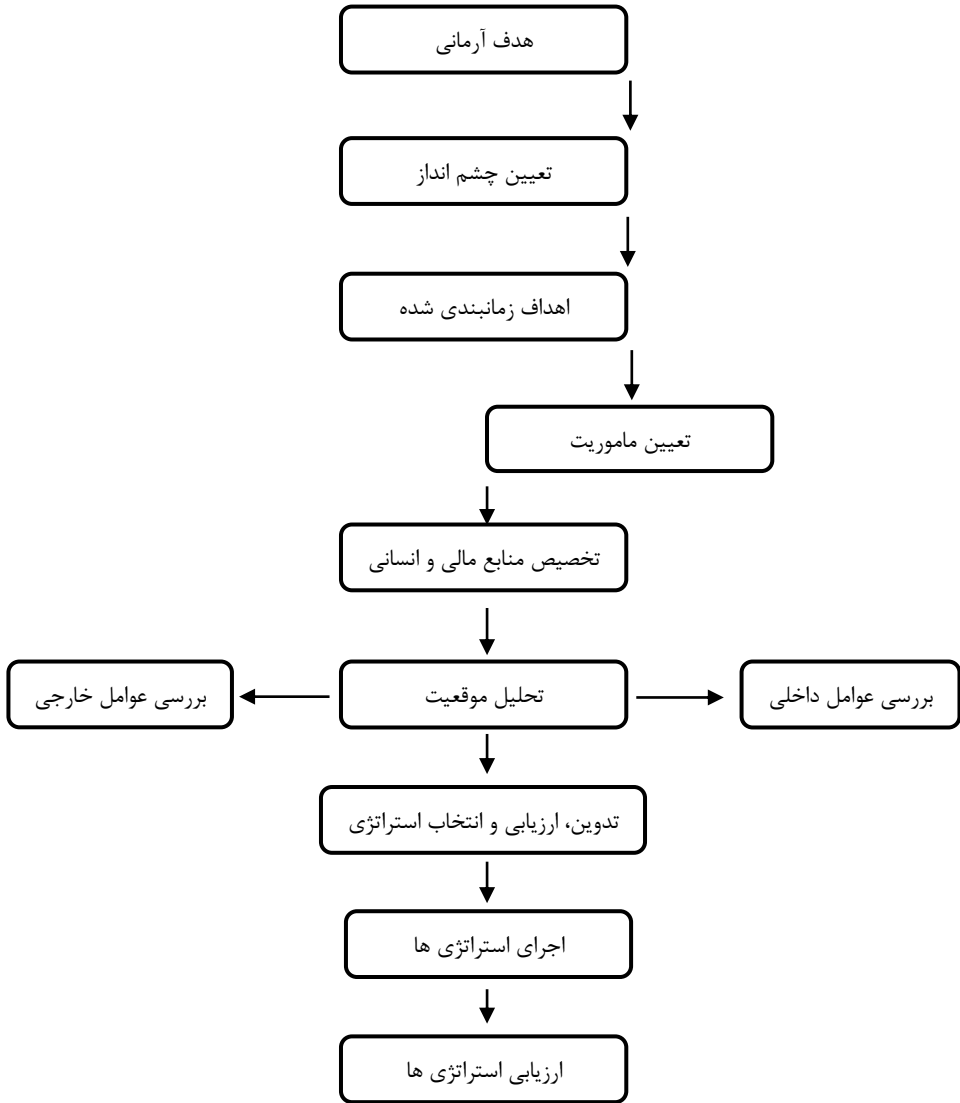 هدف آرمانی
تعیین چشم انداز
اهداف زمانبندی شده
تعیین ماموریت
تخصیص منابع مالی و انسانی
بررسی عوامل داخلی
تحلیل موقعیت
بررسی عوامل خارجی
تدوین، ارزیابی و انتخاب استراتژی
اجرای استراتژی ها
ارزیابی استراتژی ها